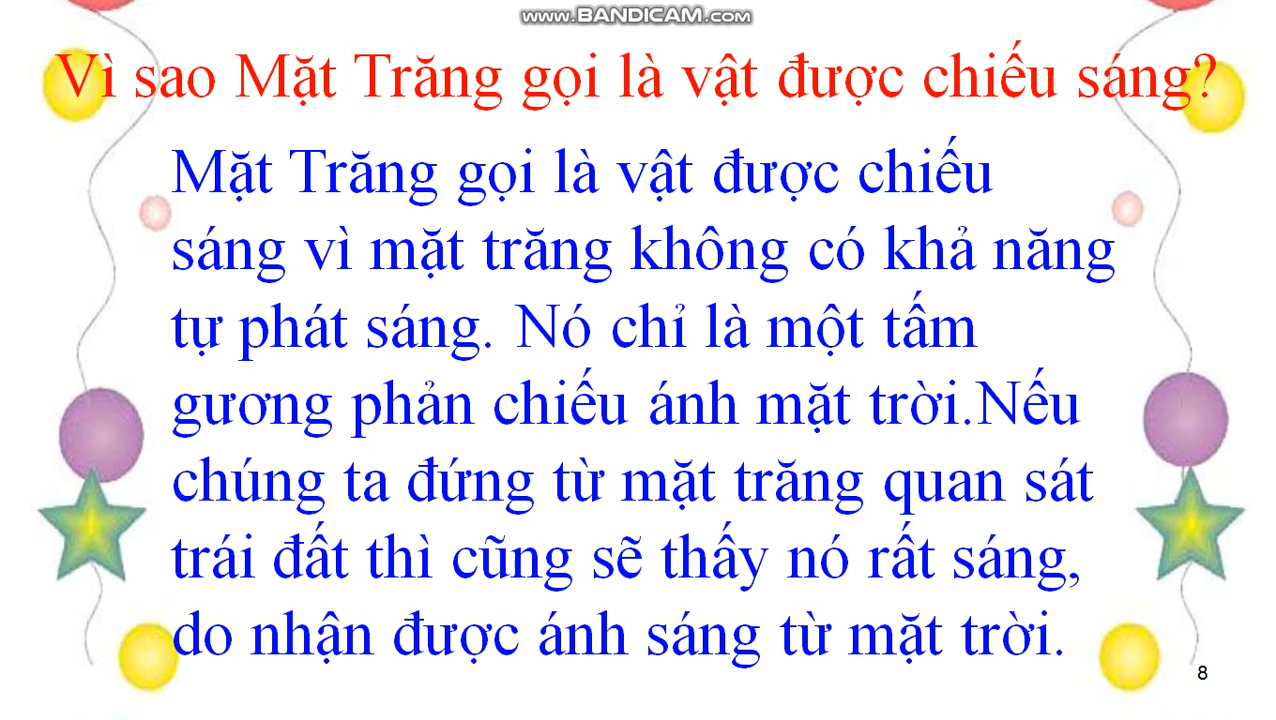 www.BANDICAM.com
Vì sao Mặt Trăng gọi là vật được chiếu sáng?
Mặt Trăng gọi là vật được chiếu
sáng vì mặt trăng không có khả năng
tự phát sáng. Nó chỉ là một tấm
gương phản chiếu ánh mặt trời.Nếu
chúng ta đứng từ mặt trăng quan sát
trái đất thì cũng sẽ thấy nó rất sáng,
do nhận được ánh sáng từ mặt trời.
8